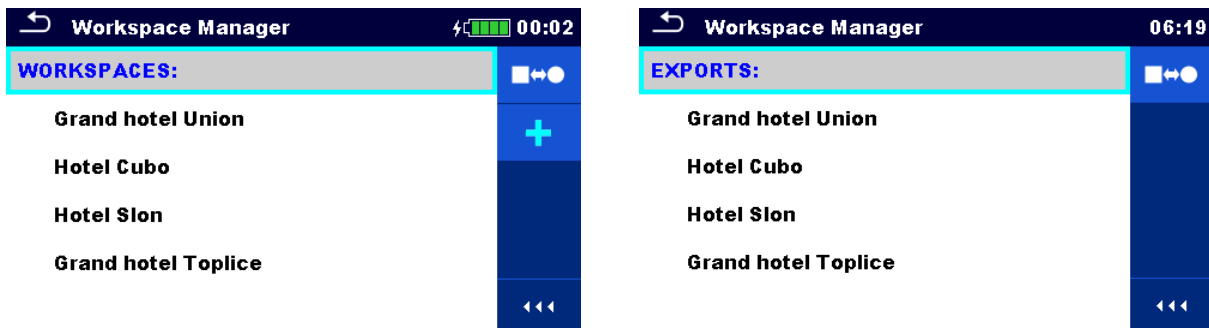 Workspace Manager 00:02
WORKSPACES:
Grand hotel Union
Hotel Cubo
Hotel Slon
Grand hotel Toplice
Workspace Manager 06:19
EXPORTS:
Grand hotel Union
Hotel Cubo
Hotel Slon
Grand hotel Toplice